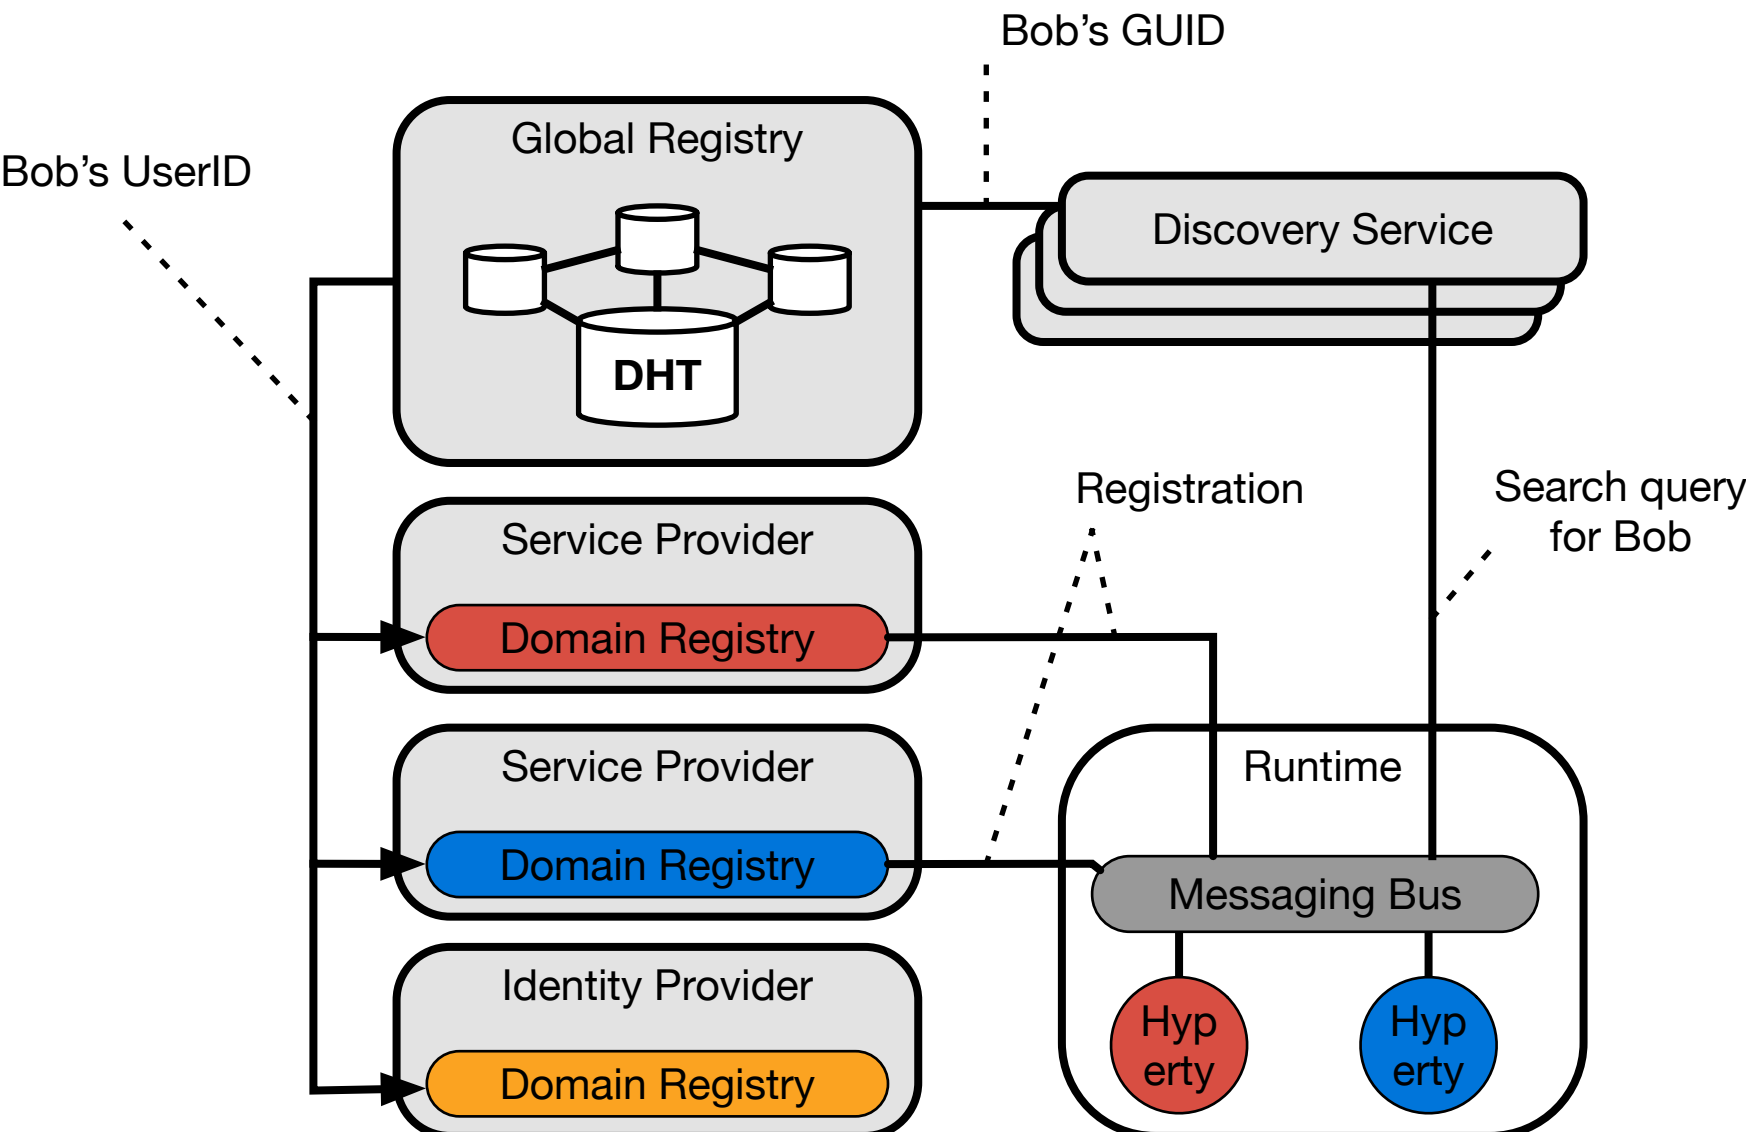 Bob’s GUID
Global Registry
Bob’s UserID
Discovery Service
DHT
Registration
Search query
for Bob
Service Provider
Domain Registry
Service Provider
Runtime
Domain Registry
Messaging Bus
Identity Provider
Hyp
erty
Hyp
erty
Domain Registry